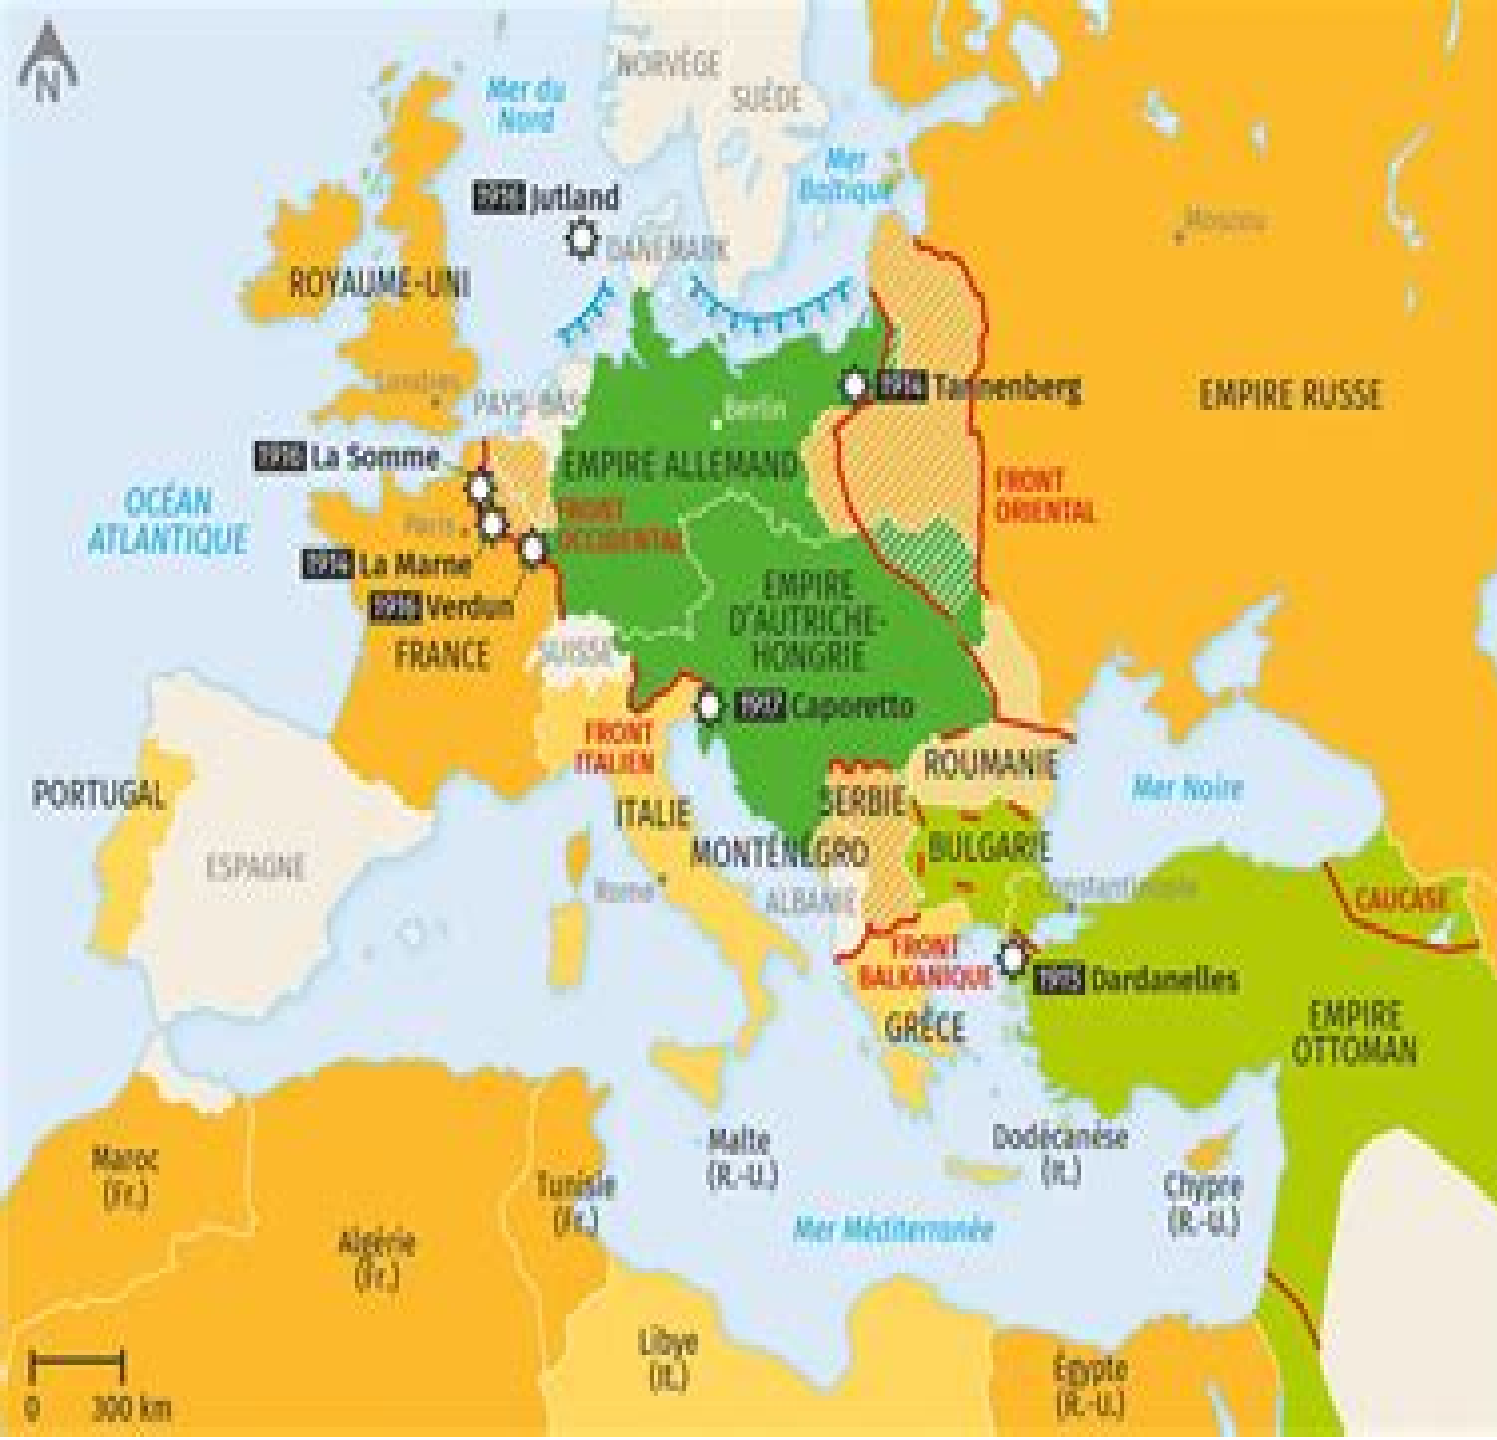 N
NORVÈGE
SUÈDE
Mer du
Nord
Mer
Baltique
1916 Jutland
DANEMARK
Moscou
ROYAUME-UNI
Londres
PAYS-BAS
Berlin
1914 Tannenberg
EMPIRE RUSSE
1916 La Somme
EMPIRE ALLEMAND
FRONT
ORIENTAL
OCÉAN
ATLANTIQUE
Paris
FRONT
OCCIDENTAL
1914 La Marne
1916 Verdun
EMPIRE
D'AUTRICHE-
HONGRIE
FRANCE
SUISSE
1917 Caporetto
FRONT
ITALIEN
ROUMANIE
PORTUGAL
Mer Noire
ITALIE
SERBIE
MONTÉNÉGRO
BULGARIE
ESPAGNE
Rome
ALBANIE
Constantinople
CAUCASE
FRONT
BALKANIQUE
1915 Dardanelles
GRÈCE
EMPIRE
OTTOMAN
Maroc
(Fr.)
Malte
(R.-U.)
Dodécanèse
(It.)
Tunisie
(Fr.)
Chypre
(R.-U.)
Algérie
(Fr.)
Mer Méditerranée
Libye
(It.)
Égypte
(R.-U.)
0 300 km